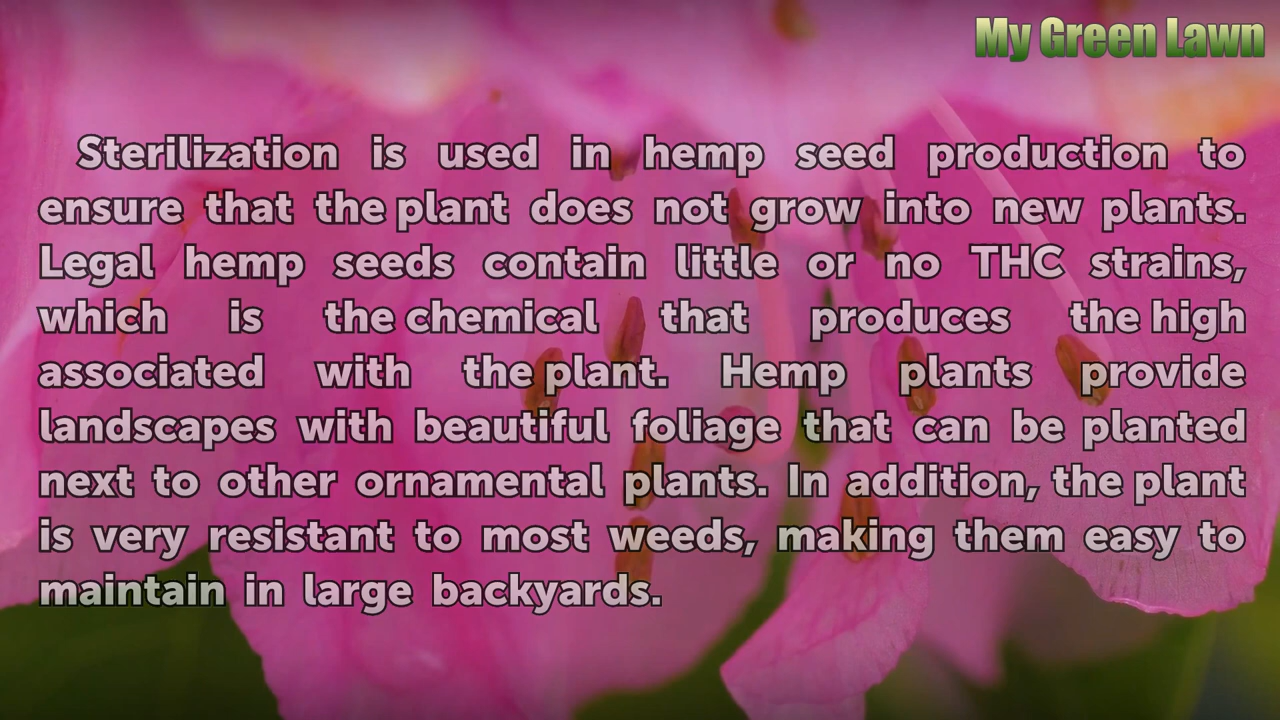 My Green Lawn
Sterilization is used in hemp seed production to
ensure that the plant does not grow into new plants.
Legal hemp seeds contain little or no THC strains,
which is the chemical that produces the high
associated with the plant. Hemp plants provide
landscapes with beautiful foliage that can be planted
next to other ornamental plants. In addition, the plant
is very resistant to most weeds, making them easy to
maintain in large backyards.